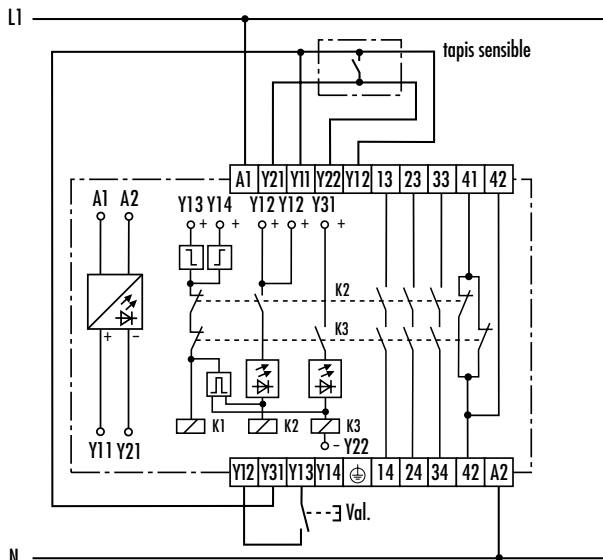 L1
tapis sensible
A1 Y21 Y11 Y22 Y12 13 23 33 41 42
A1 A2 Y13 Y14 Y12 Y12 Y31
+ + + +
K2
K3
+ −
K1 K2 K3
− Y22
Y11 Y21
Y12 Y31 Y13 Y14 14 24 34 42 A2
Val.
N